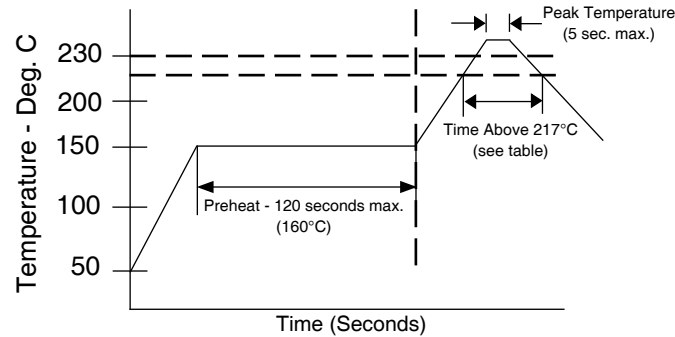 Peak Temperature
(5 sec. max.)
230
200
150
100
50
Temperature - Deg. C
Time Above 217°C
(see table)
Preheat - 120 seconds max.
(160°C)
Time (Seconds)